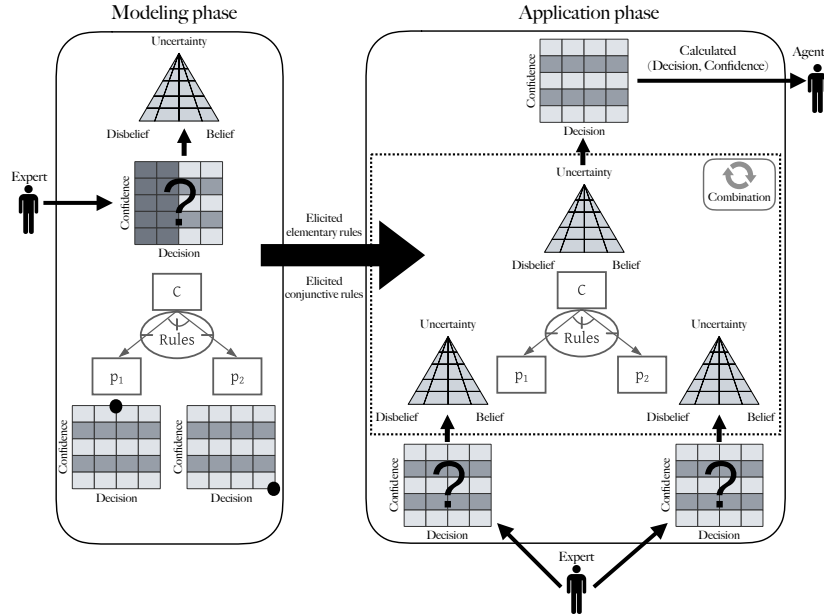 Modeling phase
Uncertainty
Disbelief
Belief
Expert
Confidence
?
Decision
C
Rules
p1
p2
Confidence
Decision
Confidence
Decision
Elicited
elementary rules
Elicited
conjunctive rules
Application phase
Confidence
Decision
Calculated
(Decision, Confidence)
Agent
Combination
Uncertainty
Disbelief
Belief
C
Rules
p1
p2
Uncertainty
Disbelief
Belief
Uncertainty
Disbelief
Belief
Confidence
?
Decision
Confidence
?
Decision
Expert